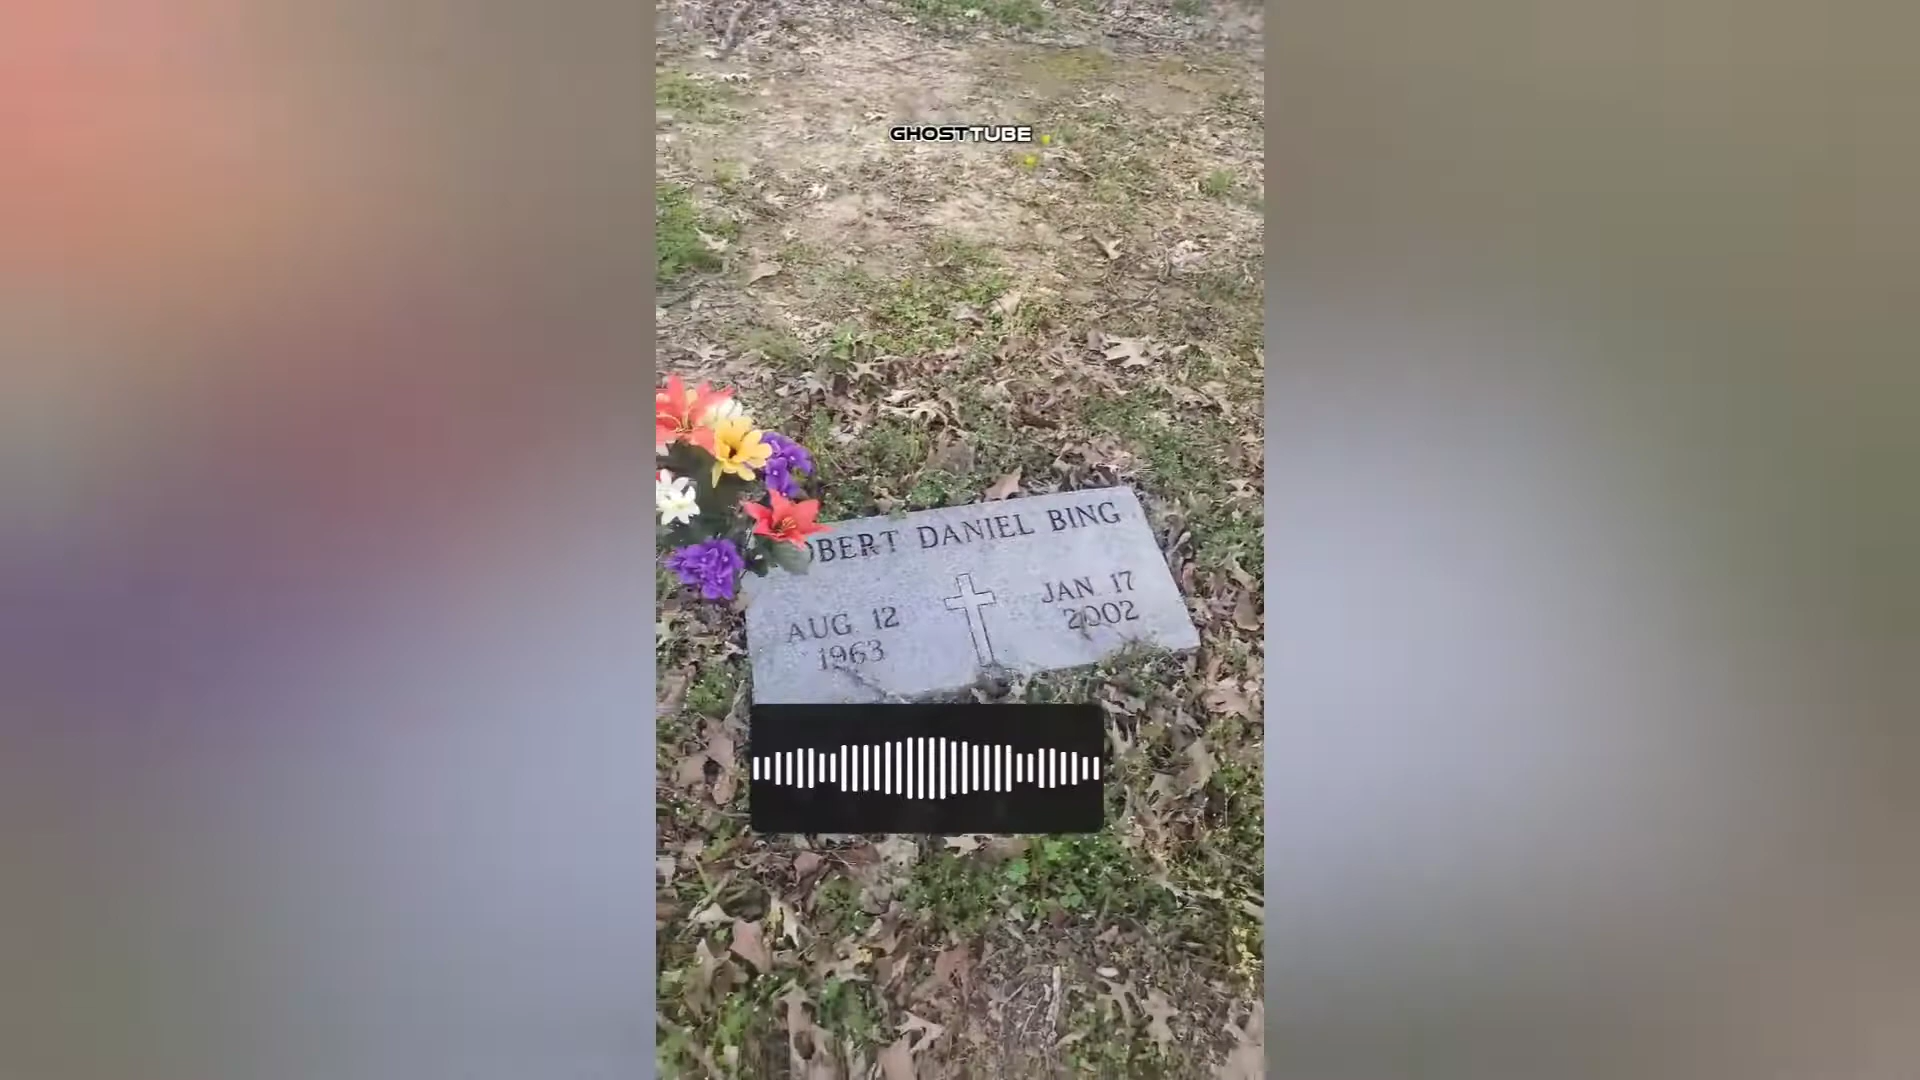 GHOSTTUBE
OBERT DANIEL BING
AUG 12
1963
JAN 17
2002